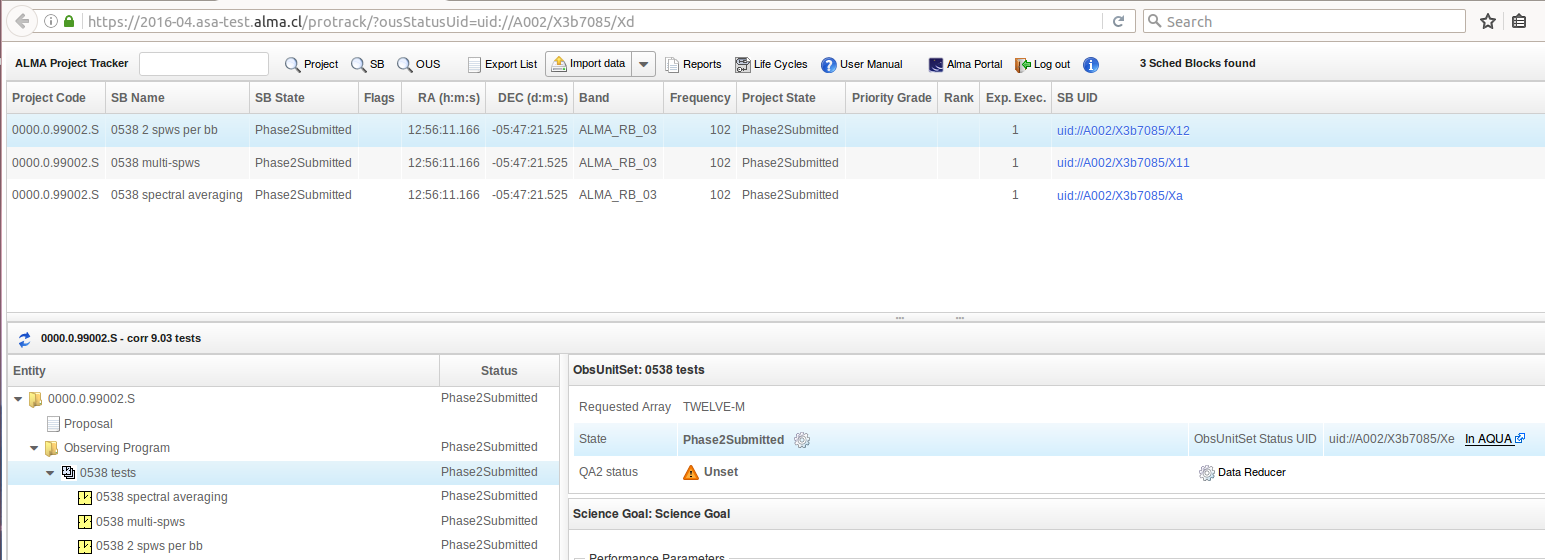 https://2016-04.asa-test.alma.cl/protrack/?ousStatusUid=uid://A002/X3b7085/Xd Search
ALMA Project Tracker Project SB OUS Export List Import data Reports Life Cycles User Manual Alma Portal Log out 3 Sched Blocks found
Project Code SB Name SB State Flags RA (h:m:s) DEC (d:m:s) Band Frequency Project State Priority Grade Rank Exp. Exec. SB UID
0000.0.99002.S 0538 2 spws per bb Phase2Submitted 12:56:11.166 -05:47:21.525 ALMA_RB_03 102 Phase2Submitted 1 uid://A002/X3b7085/X12
0000.0.99002.S 0538 multi-spws Phase2Submitted 12:56:11.166 -05:47:21.525 ALMA_RB_03 102 Phase2Submitted 1 uid://A002/X3b7085/X11
0000.0.99002.S 0538 spectral averaging Phase2Submitted 12:56:11.166 -05:47:21.525 ALMA_RB_03 102 Phase2Submitted 1 uid://A002/X3b7085/Xa
0000.0.99002.S - corr 9.03 tests
Entity Status
0000.0.99002.S Phase2Submitted
Proposal
Observing Program Phase2Submitted
0538 tests Phase2Submitted
0538 spectral averaging Phase2Submitted
0538 multi-spws Phase2Submitted
0538 2 spws per bb Phase2Submitted
ObsUnitSet: 0538 tests
Requested Array TWELVE-M
State Phase2Submitted ObsUnitSet Status UID uid://A002/X3b7085/Xe In AQUA
QA2 status Unset Data Reducer
Science Goal: Science Goal
Performance Parameters